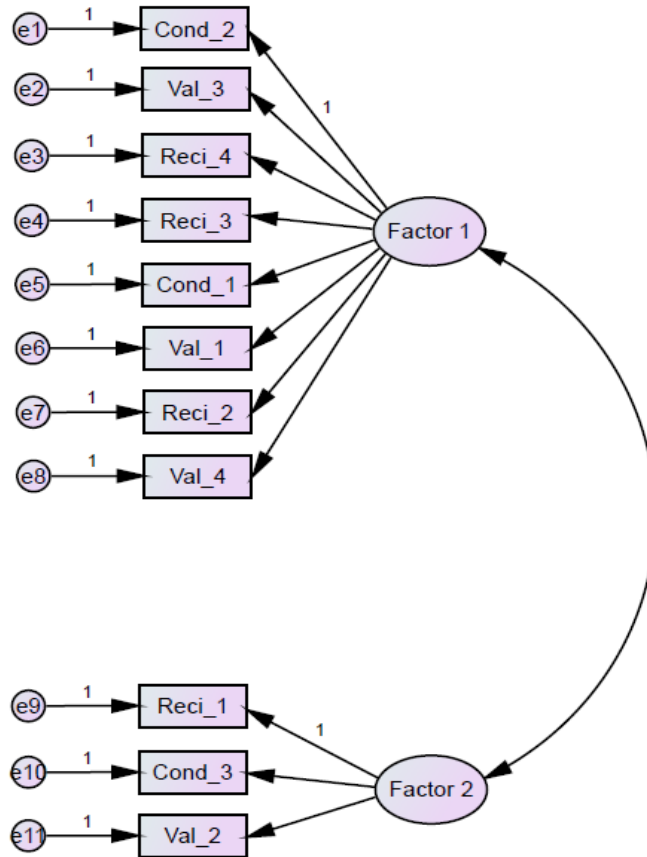 e1 1 Cond_2
e2 1 Val_3 1
e3 1 Reci_4
e4 1 Reci_3 Factor 1
e5 1 Cond_1
e6 1 Val_1
e7 1 Reci_2
e8 1 Val_4
e9 1 Reci_1
1
e10 1 Cond_3 Factor 2
e11 1 Val_2